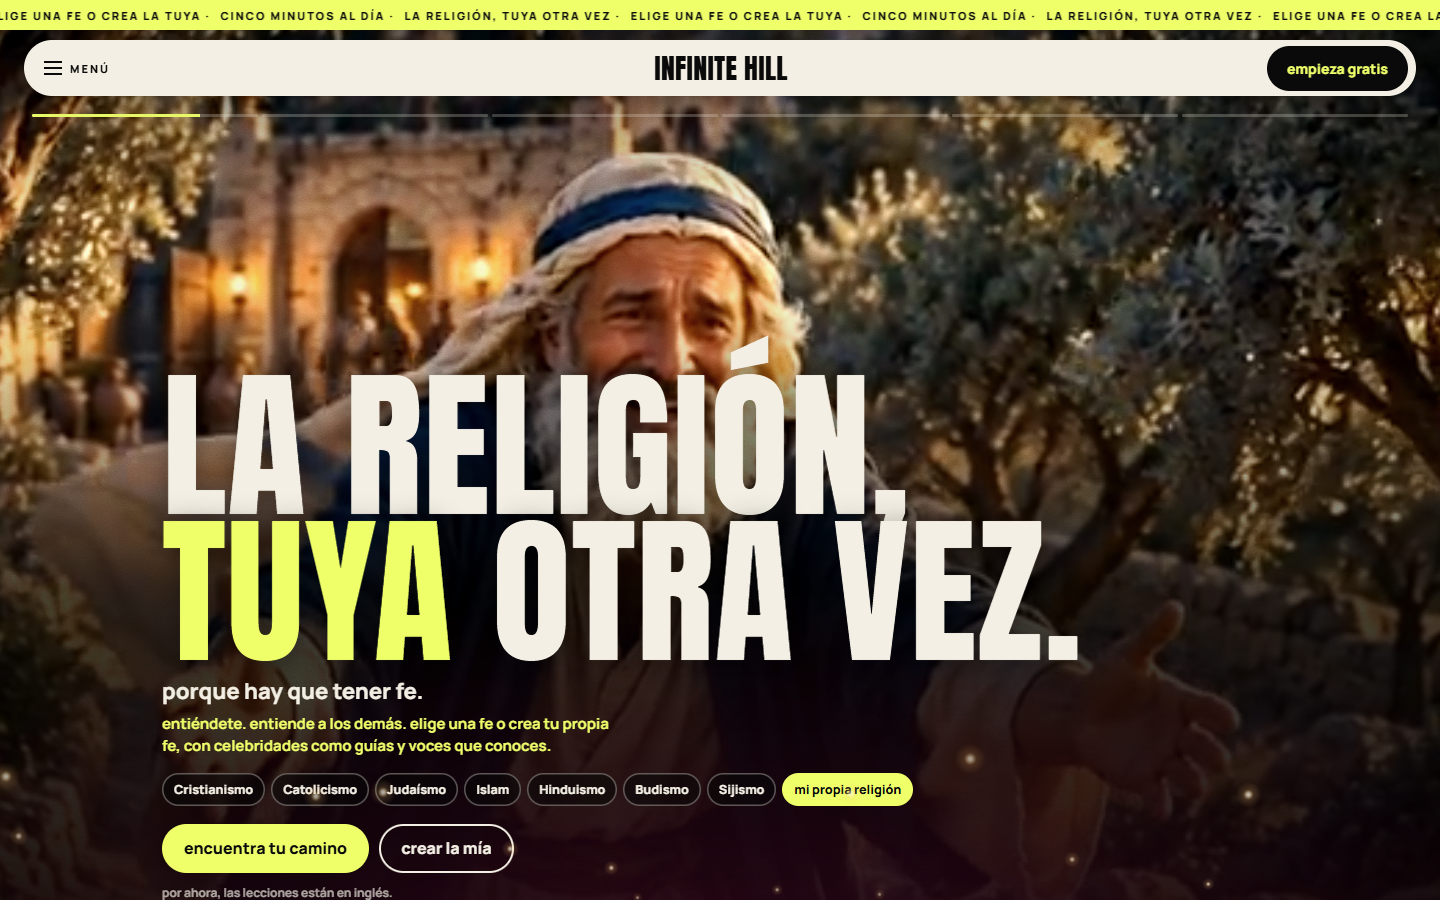 IGE UNA FE O CREA LA TUYA · CINCO MINUTOS AL DÍA · LA RELIGIÓN, TUYA OTRA VEZ · ELIGE UNA FE O CREA LA TUYA · CINCO MINUTOS AL DÍA · LA RELIGIÓN, TUYA OTRA VEZ · ELIGE UNA FE O CREA LA
MENÚ
INFINITE HILL
empieza gratis
LA RELIGIÓN,
TUYA OTRA VEZ.
porque hay que tener fe.
entiéndete. entiende a los demás. elige una fe o crea tu propia
fe, con celebridades como guías y voces que conoces.
Cristianismo Catolicismo Judaísmo Islam Hinduismo Budismo Sijismo mi propia religión
encuentra tu camino crear la mía
por ahora, las lecciones están en inglés.